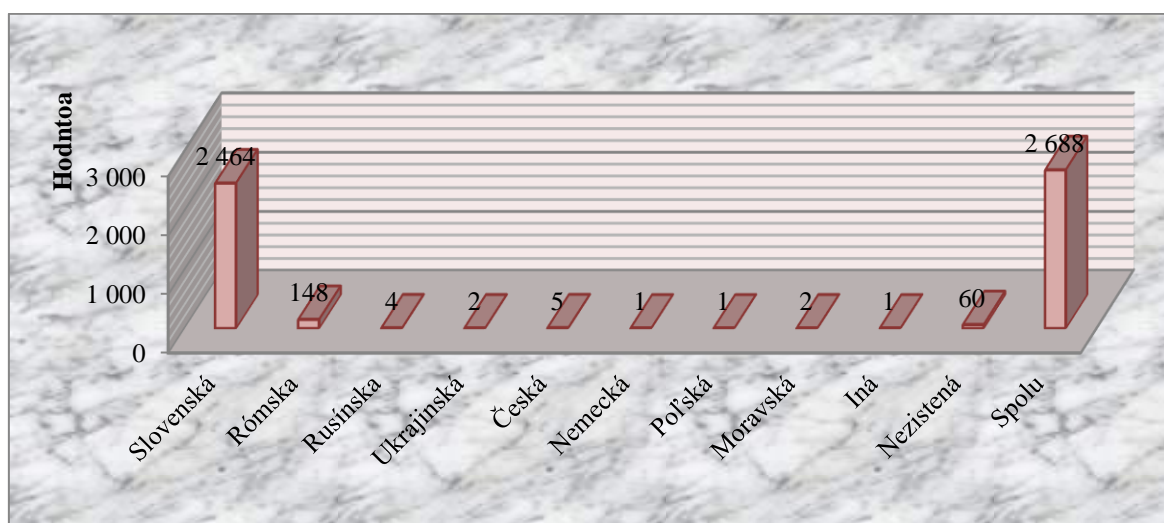 Hodntoa
3 000
2 000
1 000
0
2 464
148
4
2
5
1
1
2
1
60
2 688
Slovenská
Rómska
Rusínska
Ukrajinská
Česká
Nemecká
Poľská
Moravská
Iná
Nezistená
Spolu